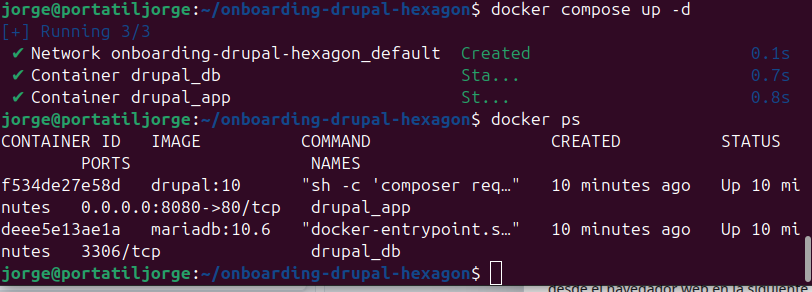 jorge@portatiljorge:~/onboarding-drupal-hexagon$ docker compose up -d
[+] Running 3/3
✔ Network onboarding-drupal-hexagon_default  Created  0.1s
✔ Container drupal_db  Sta...  0.7s
✔ Container drupal_app  St...  0.8s
jorge@portatiljorge:~/onboarding-drupal-hexagon$ docker ps
CONTAINER ID   IMAGE   COMMAND   CREATED   STATUS
PORTS   NAMES
f534de27e58d   drupal:10   "sh -c 'composer req…"   10 minutes ago   Up 10 mi
nutes   0.0.0.0:8080->80/tcp   drupal_app
deee5e13ae1a   mariadb:10.6   "docker-entrypoint.s…"   10 minutes ago   Up 10 mi
nutes   3306/tcp   drupal_db
jorge@portatiljorge:~/onboarding-drupal-hexagon$
desde el navegador web en la siguiente